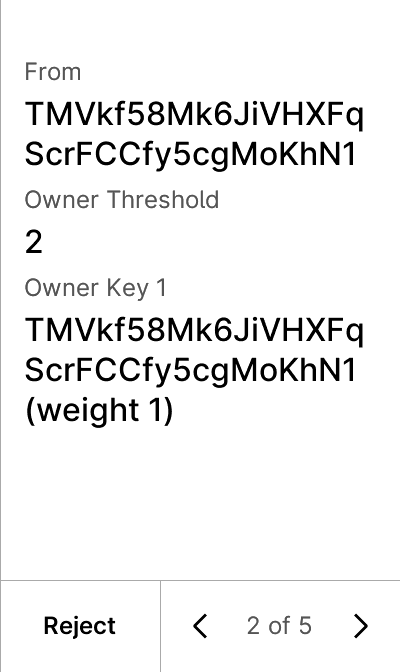 From
TMVkf58Mk6JiVHXFq
ScrFCCfy5cgMoKhN1
Owner Threshold
2
Owner Key 1
TMVkf58Mk6JiVHXFq
ScrFCCfy5cgMoKhN1
(weight 1)
Reject
2 of 5